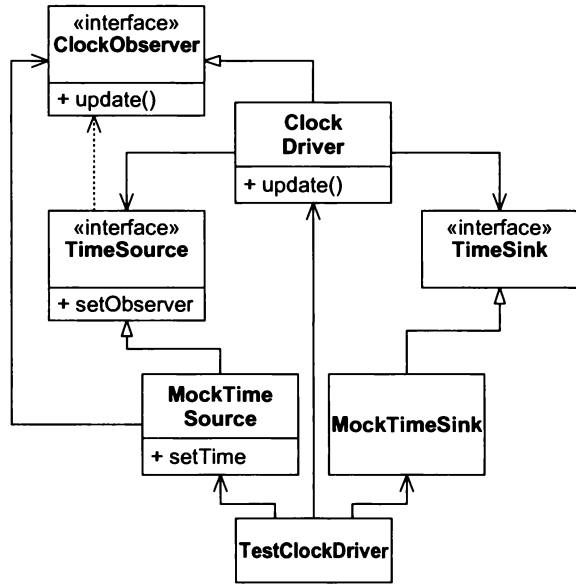 «interface»
ClockObserver
+ update()
Clock
Driver
+ update()
«interface»
TimeSource
+ setObserver
«interface»
TimeSink
MockTime
Source
+ setTime
MockTimeSink
TestClockDriver